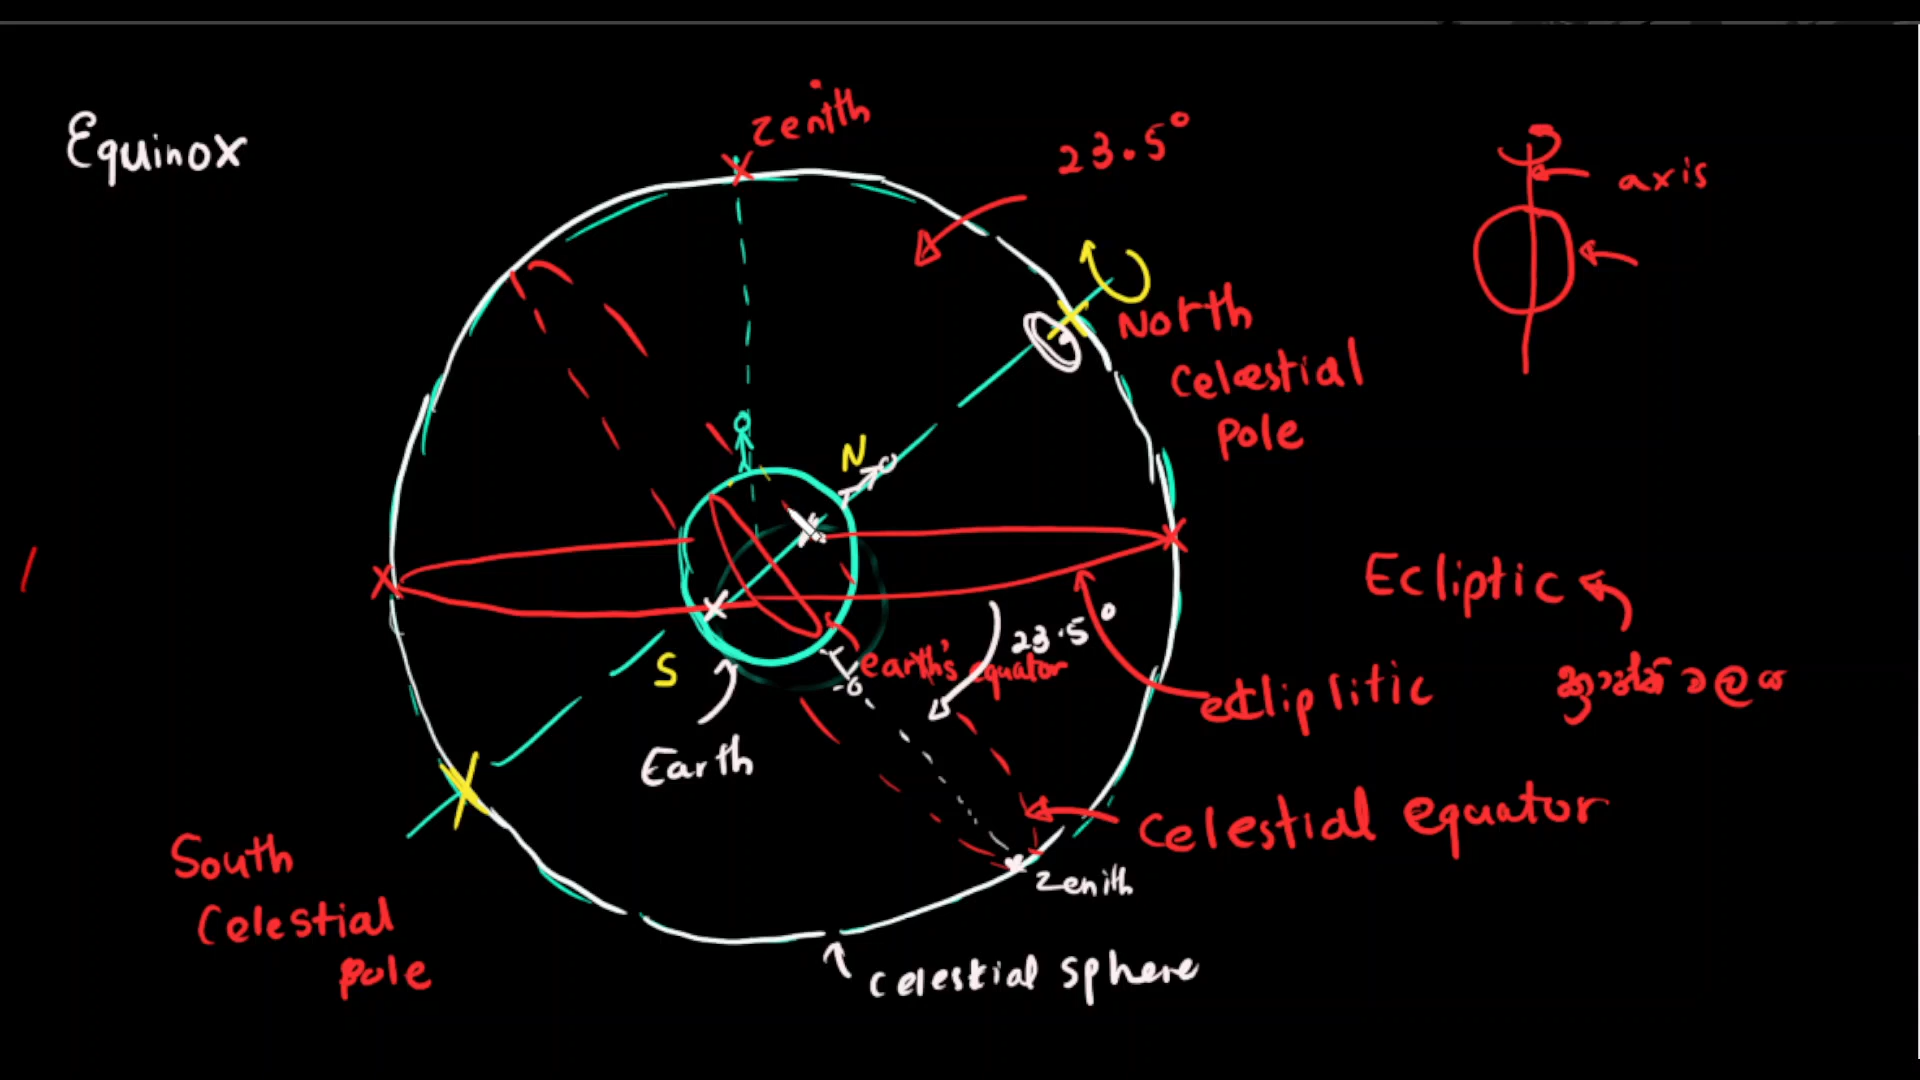 Equinox
zenith
23.5°
axis
North
Celestial
pole
N
Ecliptic
23.5°
earth's equator
S
ecliplitic
Earth
Celestial equator
South
Celestial
pole
zenith
celestial sphere